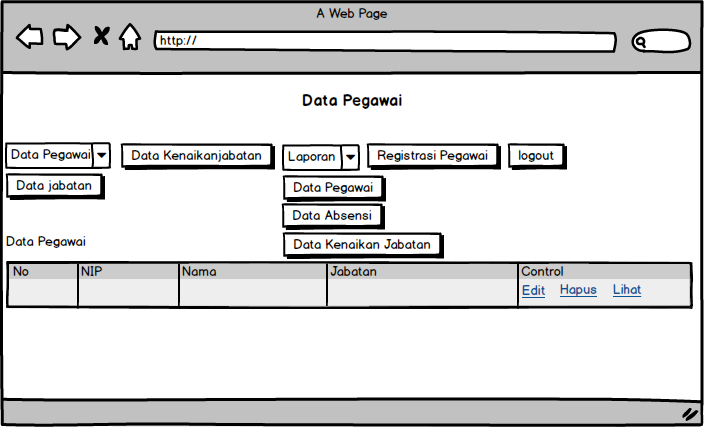 A Web Page
http://
Data Pegawai
Data Pegawai
Data Kenaikanjabatan
Laporan
Registrasi Pegawai
logout
Data jabatan
Data Pegawai
Data Absensi
Data Kenaikan Jabatan
Data Pegawai
No NIP Nama Jabatan Control
Edit Hapus Lihat